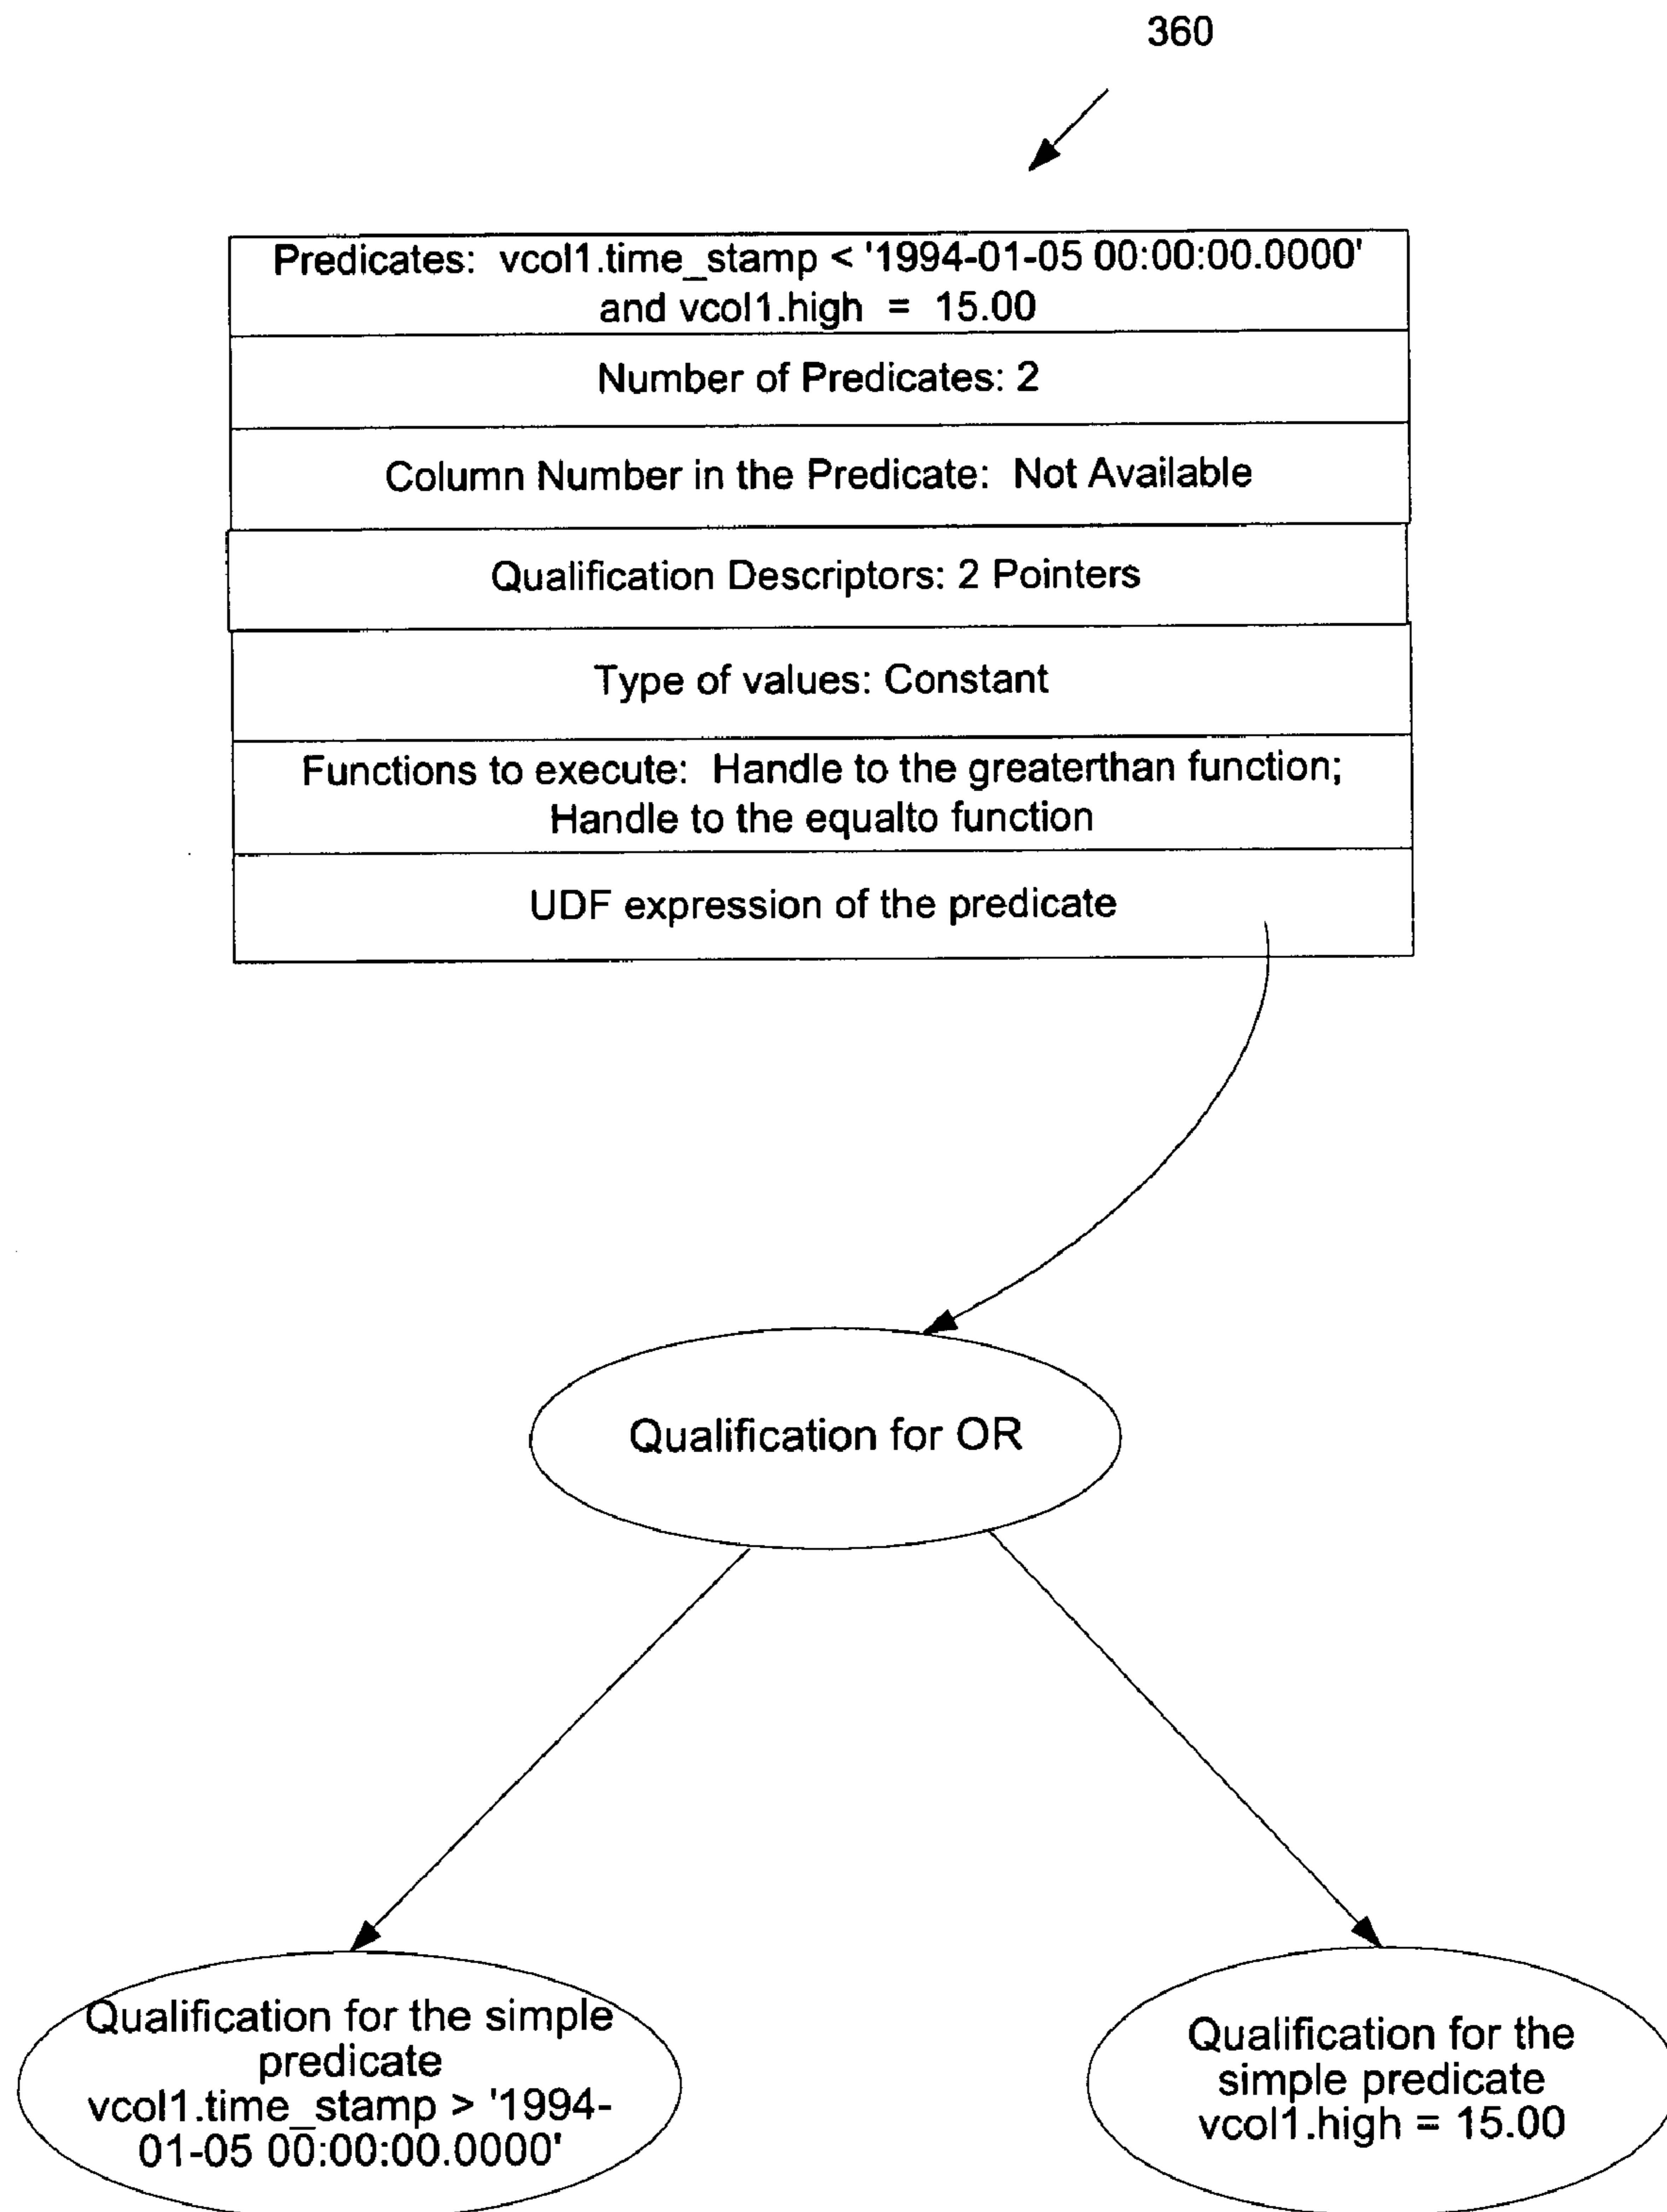 360
Predicates: vcol1.time_stamp < '1994-01-05 00:00:00.0000'
and vcol1.high = 15.00
Number of Predicates: 2
Column Number in the Predicate: Not Available
Qualification Descriptors: 2 Pointers
Type of values: Constant
Functions to execute: Handle to the greaterthan function;
Handle to the equalto function
UDF expression of the predicate
Qualification for OR
Qualification for the simple
predicate
vcol1.time_stamp > '1994-
01-05 00:00:00.0000'
Qualification for the
simple predicate
vcol1.high = 15.00